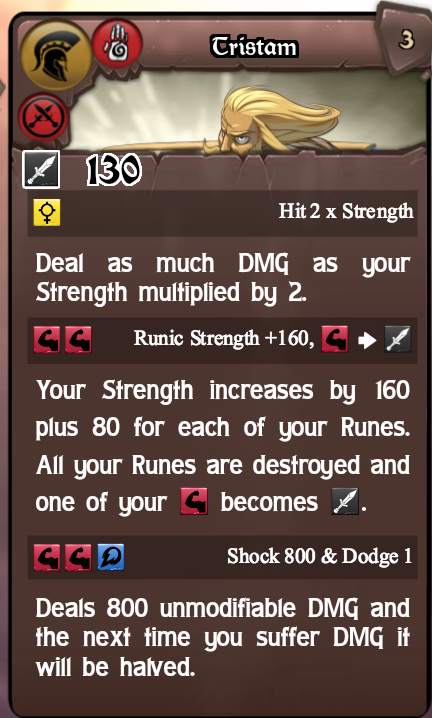 Tristam
3
130
Hit 2 x Strength
Deal as much DMG as your
Strength multiplied by 2.
Runic Strength +160,
Your Strength increases by 160
plus 80 for each of your Runes.
All your Runes are destroyed and
one of your becomes .
Shock 800 & Dodge 1
Deals 800 unmodifiable DMG and
the next time you suffer DMG it
will be halved.